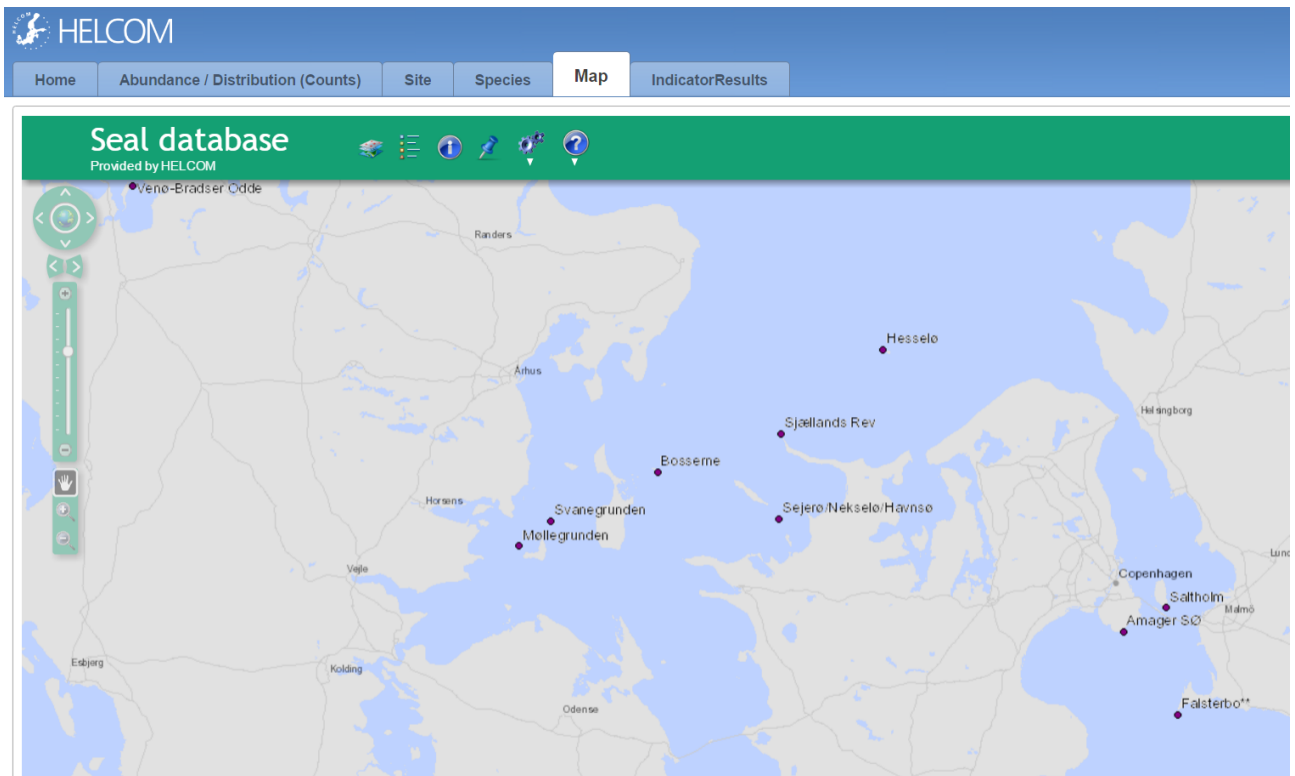 HELCOM
Home Abundance / Distribution (Counts) Site Species Map IndicatorResults
Seal database
Provided by HELCOM
Venø-Bradser Odde
Randers
Hesselø
Århus
Helsingborg
Sjællands Rev
Bosserne
Horsens
Svanegrunden
Sejerø/Nekselø/Havnsø
Møllegrunden
Lund
Vejle
Copenhagen
Saltholm
Malmö
Amager SØ
Esbjerg
Kolding
Falsterbo**
Odense